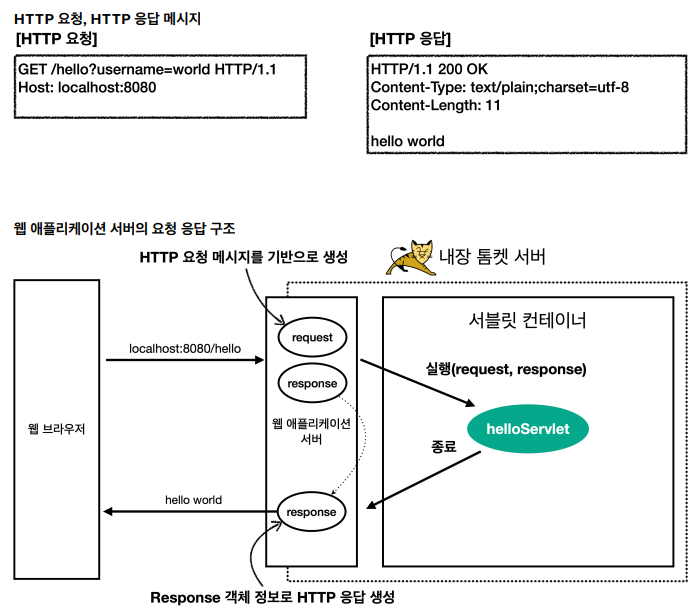 HTTP 요청, HTTP 응답 메시지
[HTTP 요청]
GET /hello?username=world HTTP/1.1
Host: localhost:8080
[HTTP 응답]
HTTP/1.1 200 OK
Content-Type: text/plain;charset=utf-8
Content-Length: 11
hello world
웹 애플리케이션 서버의 요청 응답 구조
HTTP 요청 메시지를 기반으로 생성
내장 톰켓 서버
서블릿 컨테이너
request
localhost:8080/hello
실행(request, response)
response
웹 브라우저
웹 애플리케이션
서버
helloServlet
종료
hello world
response
Response 객체 정보로 HTTP 응답 생성